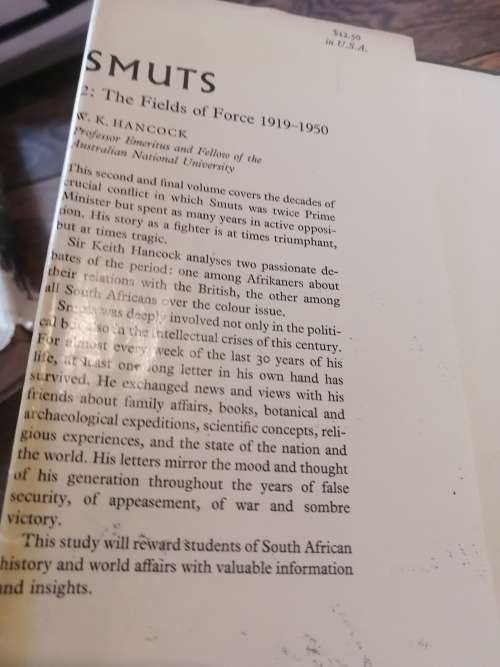 $12.50
in U.S.A.
SMUTS
2: The Fields of Force 1919–1950
W. K. HANCOCK
Professor Emeritus and Fellow of the
Australian National University
This second and final volume covers the decades of
crucial conflict in which Smuts was twice Prime
Minister but spent as many years in active opposi-
tion. His story as a fighter is at times triumphant,
but at times tragic.
Sir Keith Hancock analyses two passionate de-
bates of the period: one among Afrikaners about
their relations with the British, the other among
all South Africans over the colour issue.
Smuts was deeply involved not only in the politi-
cal but also in the intellectual crises of this century.
For almost every week of the last 30 years of his
life, at least one long letter in his own hand has
survived. He exchanged news and views with his
friends about family affairs, books, botanical and
archaeological expeditions, scientific concepts, reli-
gious experiences, and the state of the nation and
the world. His letters mirror the mood and thought
of his generation throughout the years of false
security, of appeasement, of war and sombre
victory.
This study will reward students of South African
history and world affairs with valuable information
and insights.